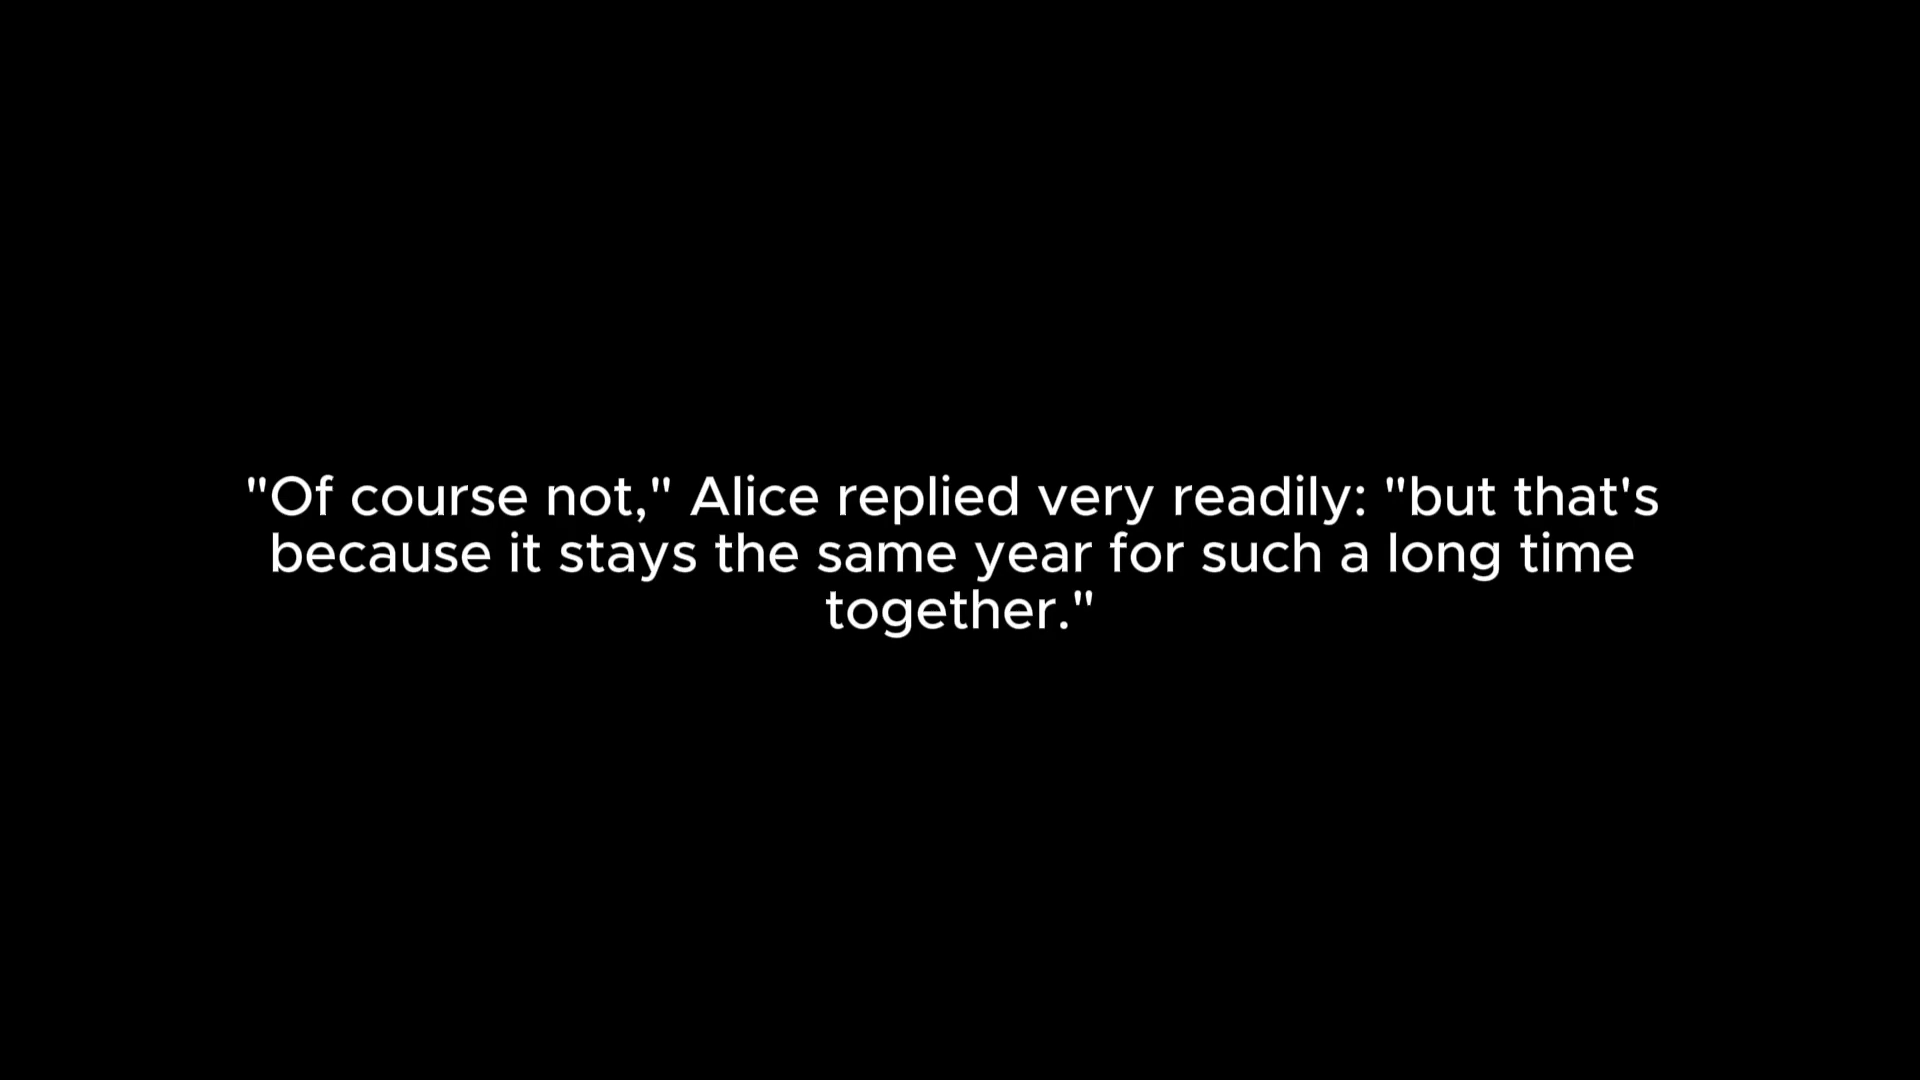 "Of course not," Alice replied very readily: "but that's
because it stays the same year for such a long time
together."